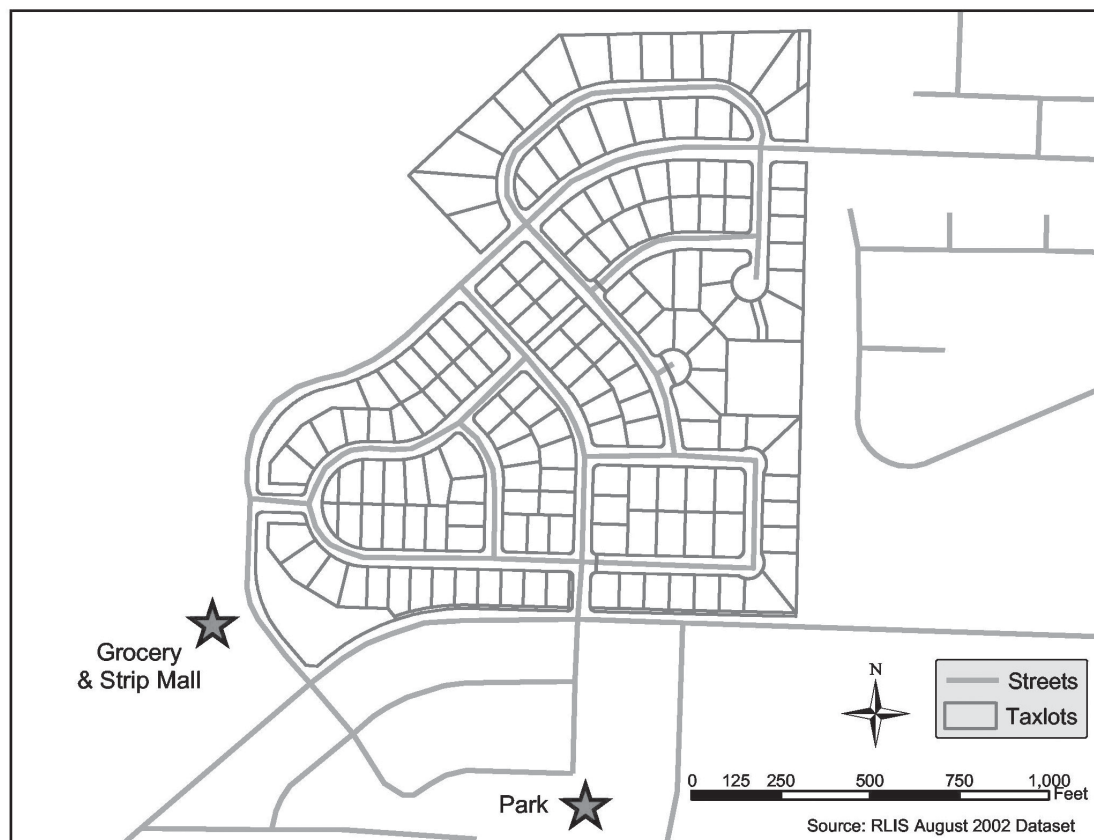 Grocery
& Strip Mall
Park
N
Streets
Taxlots
0 125 250 500 750 1,000
Feet
Source: RLIS August 2002 Dataset